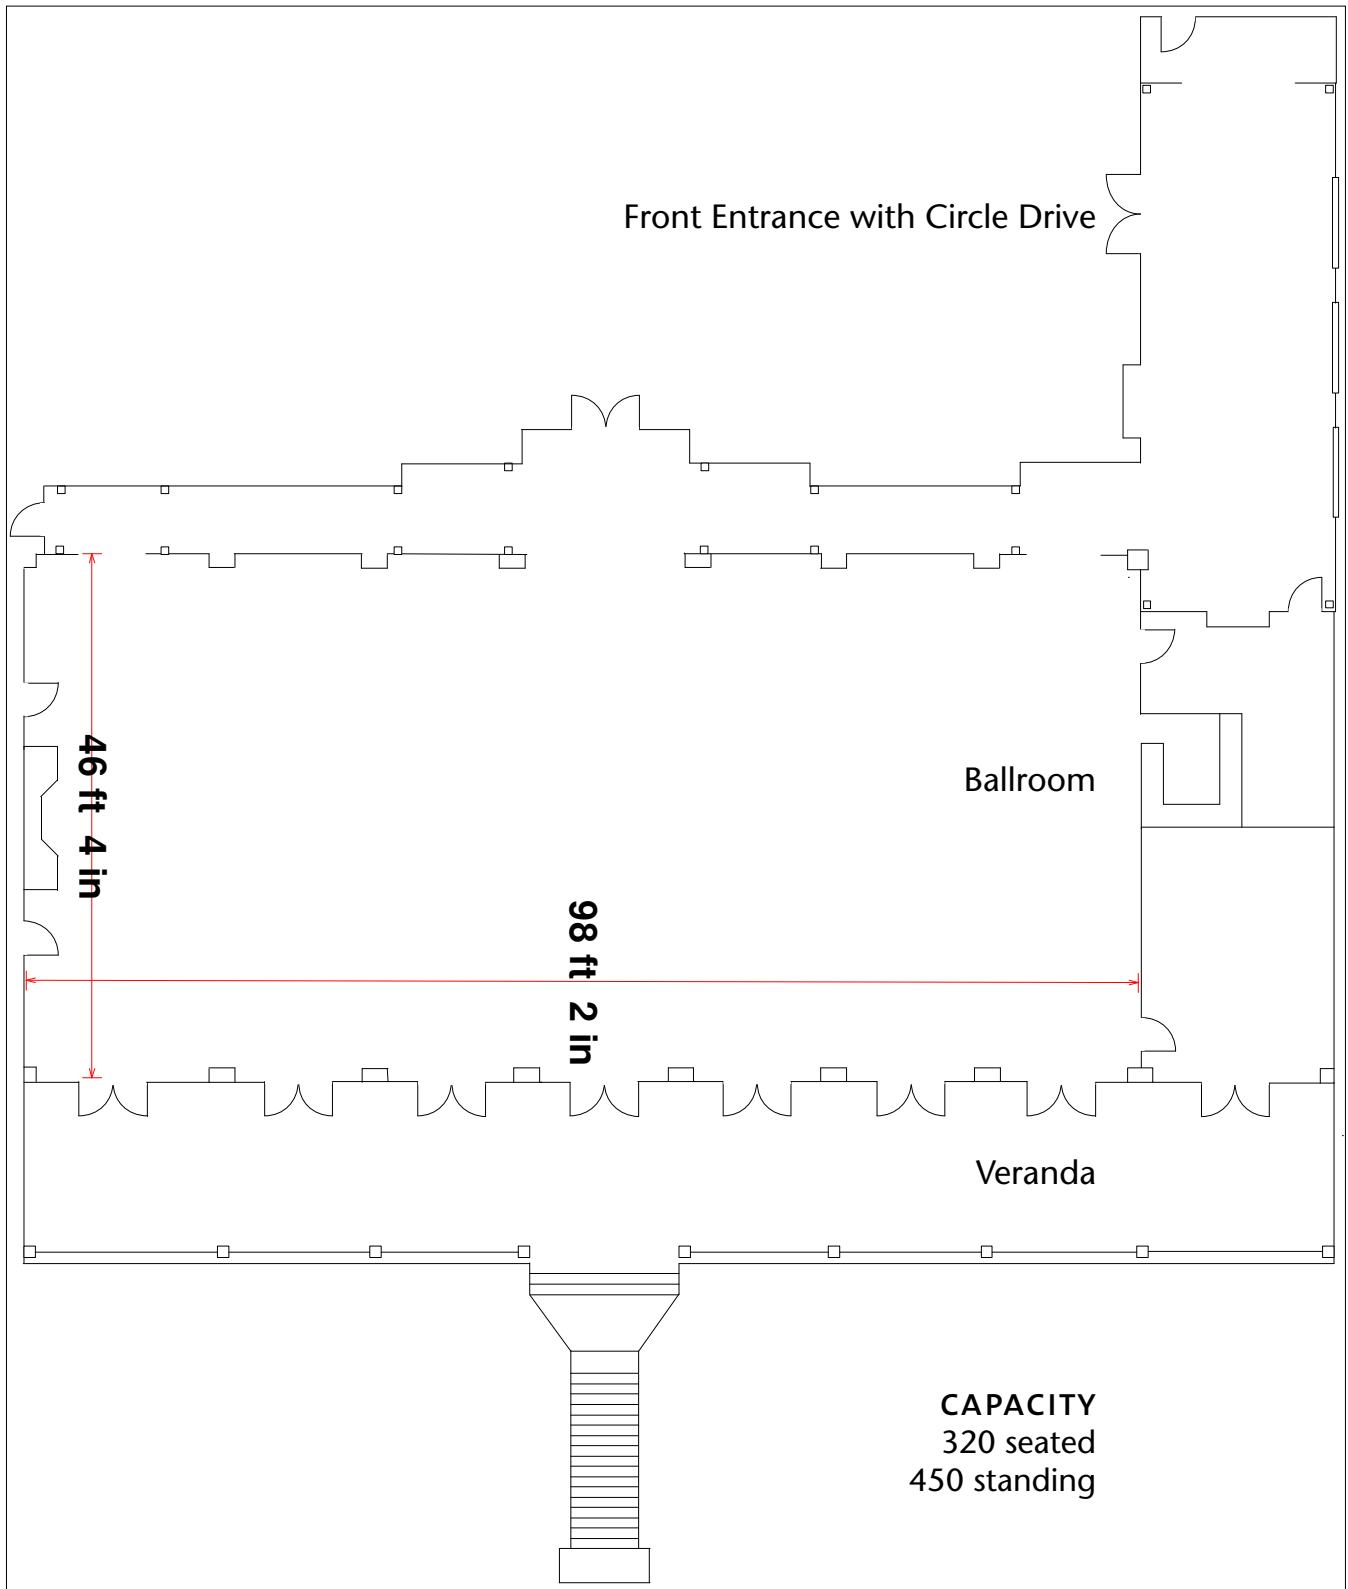 Front Entrance with Circle Drive
46 ft 4 in
Ballroom
98 ft 2 in
Veranda
CAPACITY
320 seated
450 standing